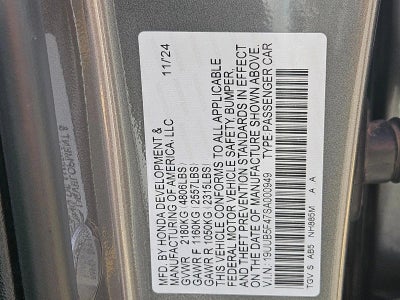 MFD. BY HONDA DEVELOPMENT &
MANUFACTURING OF AMERICA, LLC 11/'24
GVWR 2180KG ( 4806LBS)
GAWR F 1160KG ( 2557LBS)
GAWR R 1050KG ( 2315LBS)
THIS VEHICLE CONFORMS TO ALL APPLICABLE
FEDERAL MOTOR VEHICLE SAFETY, BUMPER,
AND THEFT PREVENTION STANDARDS IN EFFECT
ON THE DATE OF MANUFACTURE SHOWN ABOVE.
V.I.N. : 19UUB5F47SA000949 TYPE:PASSENGER CAR
TGV S AB5 NH885M A A